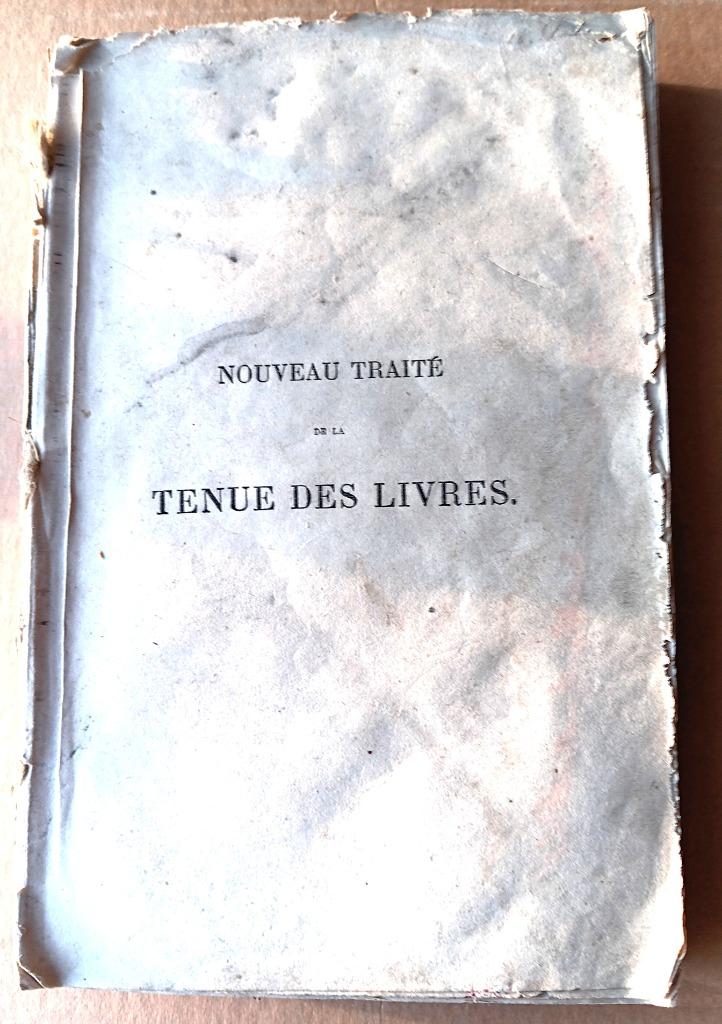 NOUVEAU TRAITÉ
DE LA
TENUE DES LIVRES.